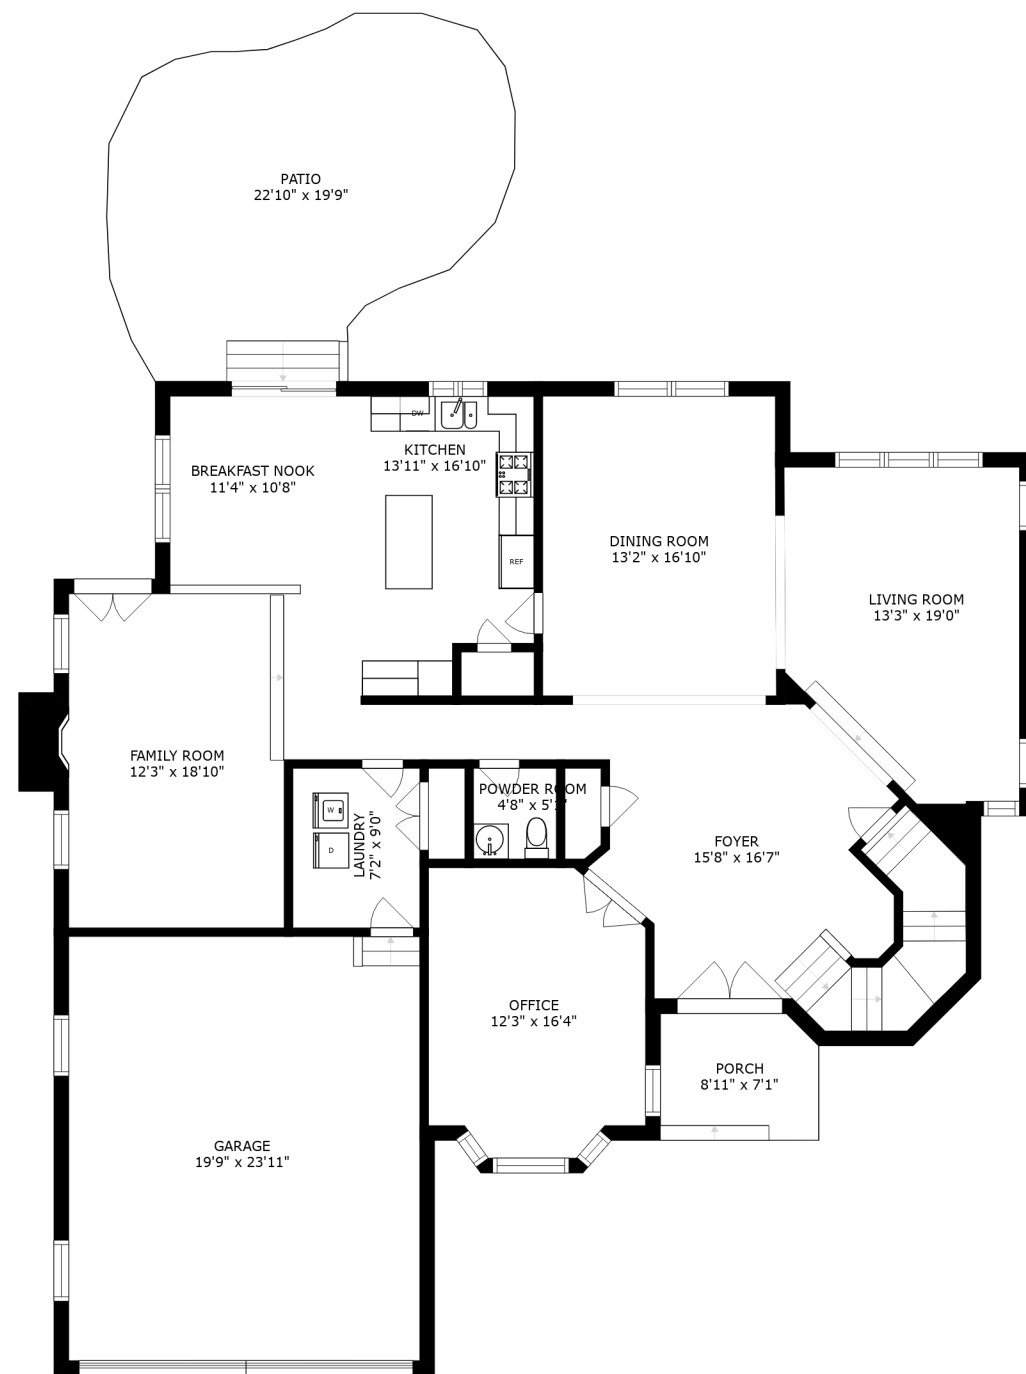 PATIO
22'10" x 19'9"
DW
KITCHEN
13'11" x 16'10"
BREAKFAST NOOK
11'4" x 10'8"
REF
DINING ROOM
13'2" x 16'10"
LIVING ROOM
13'3" x 19'0"
FAMILY ROOM
12'3" x 18'10"
W
D
LAUNDRY
7'2" x 9'0"
POWDER ROOM
4'8" x
FOYER
15'8" x 16'7"
OFFICE
12'3" x 16'4"
PORCH
8'11" x 7'1"
GARAGE
19'9" x 23'11"